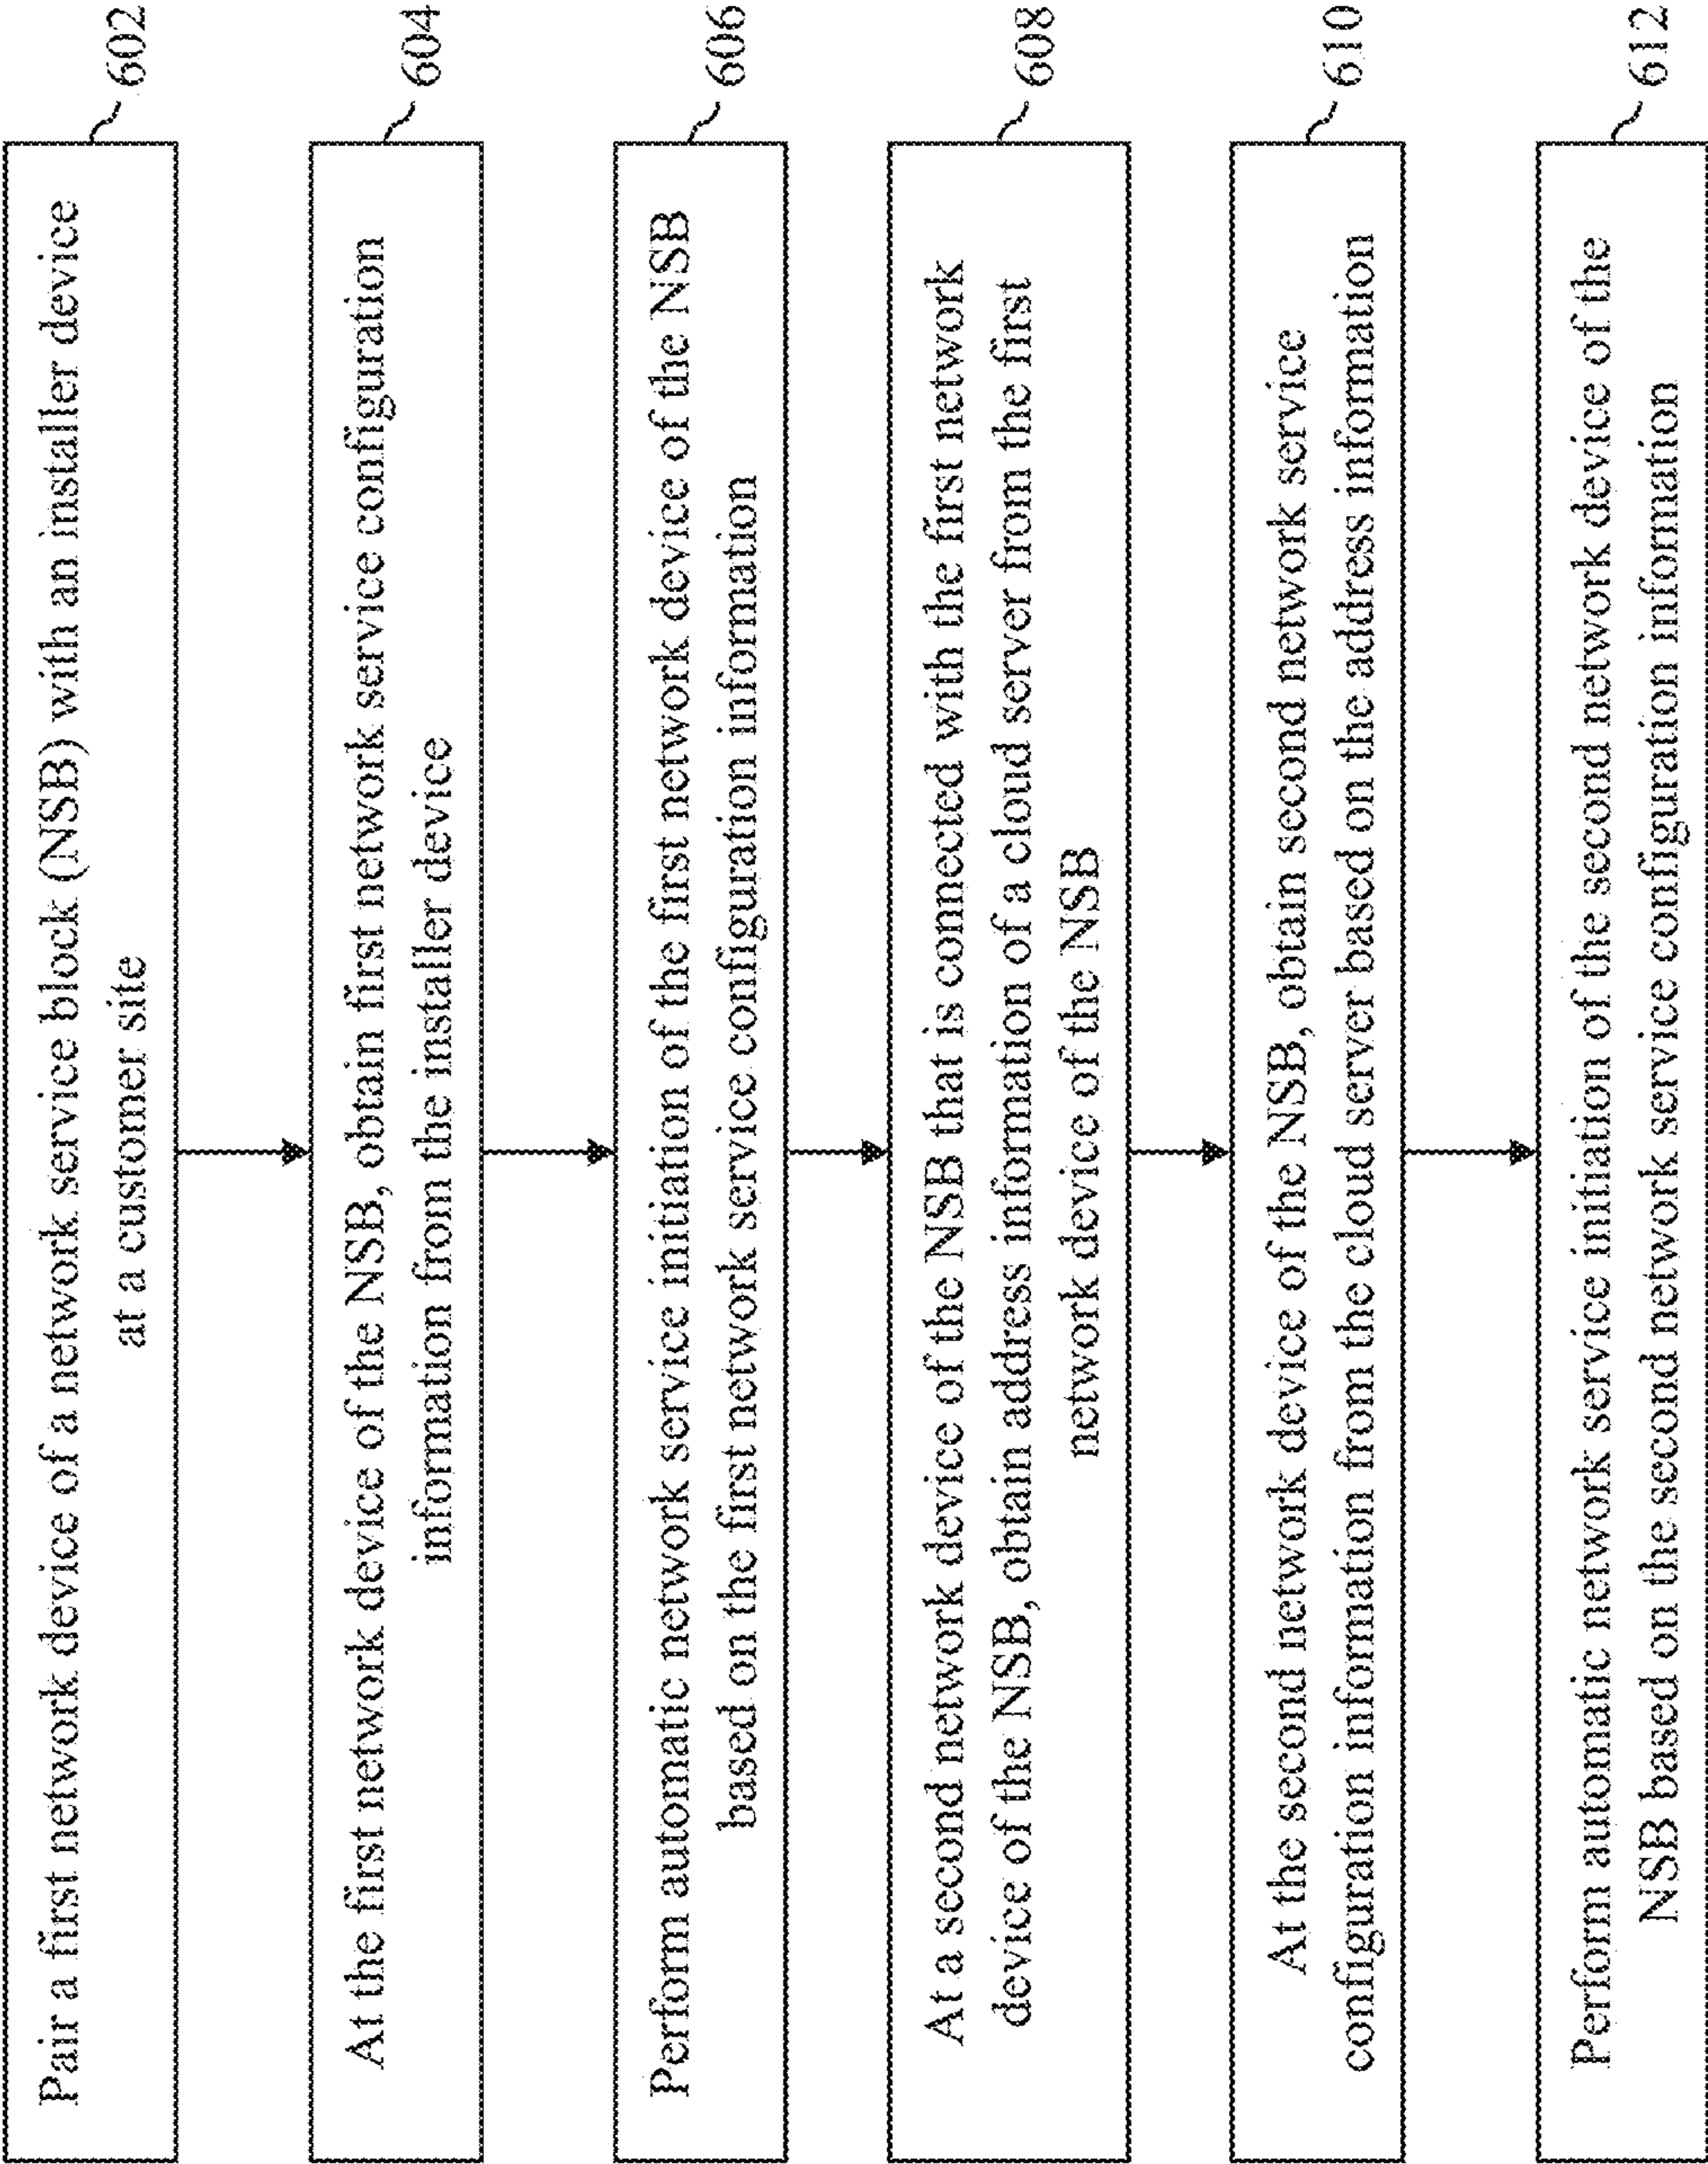 Pair a first network device of a network service block (NSB) with an installer device
at a customer site
602
At the first network device of the NSB, obtain first network service configuration
information from the installer device
604
Perform automatic network service initiation of the first network device of the NSB
based on the first network service configuration information
606
At a second network device of the NSB that is connected with the first network
device of the NSB, obtain address information of a cloud server from the first
network device of the NSB
608
At the second network device of the NSB, obtain second network service
configuration information from the cloud server based on the address information
610
Perform automatic network service initiation of the second network device of the
NSB based on the second network service configuration information
612